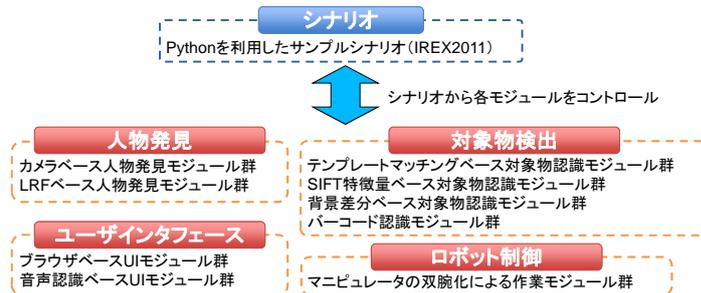 シナリオ
Pythonを利用したサンプルシナリオ（IREX2011）
シナリオから各モジュールをコントロール
人物発見
カメラベース人物発見モジュール群
LRFベース人物発見モジュール群
対象物検出
テンプレートマッチングベース対象物認識モジュール群
SIFT特徴量ベース対象物認識モジュール群
背景差分ベース対象物認識モジュール群
バーコード認識モジュール群
ユーザインタフェース
ブラウザベースUIモジュール群
音声認識ベースUIモジュール群
ロボット制御
マニピュレータの双腕化による作業モジュール群